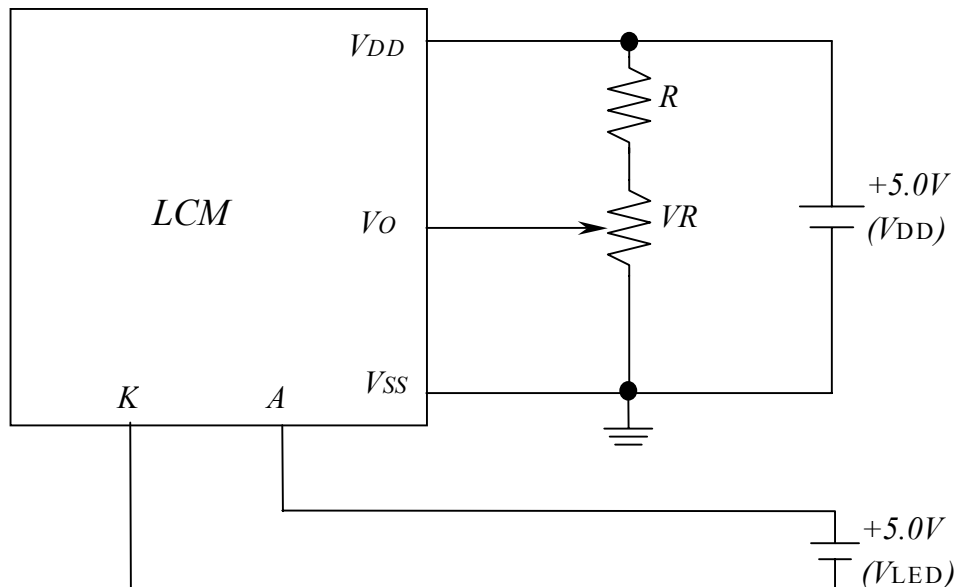 VDD
R
+5.0V
(VDD)
LCM
VO
VR
VSS
K
A
+5.0V
(VLED)